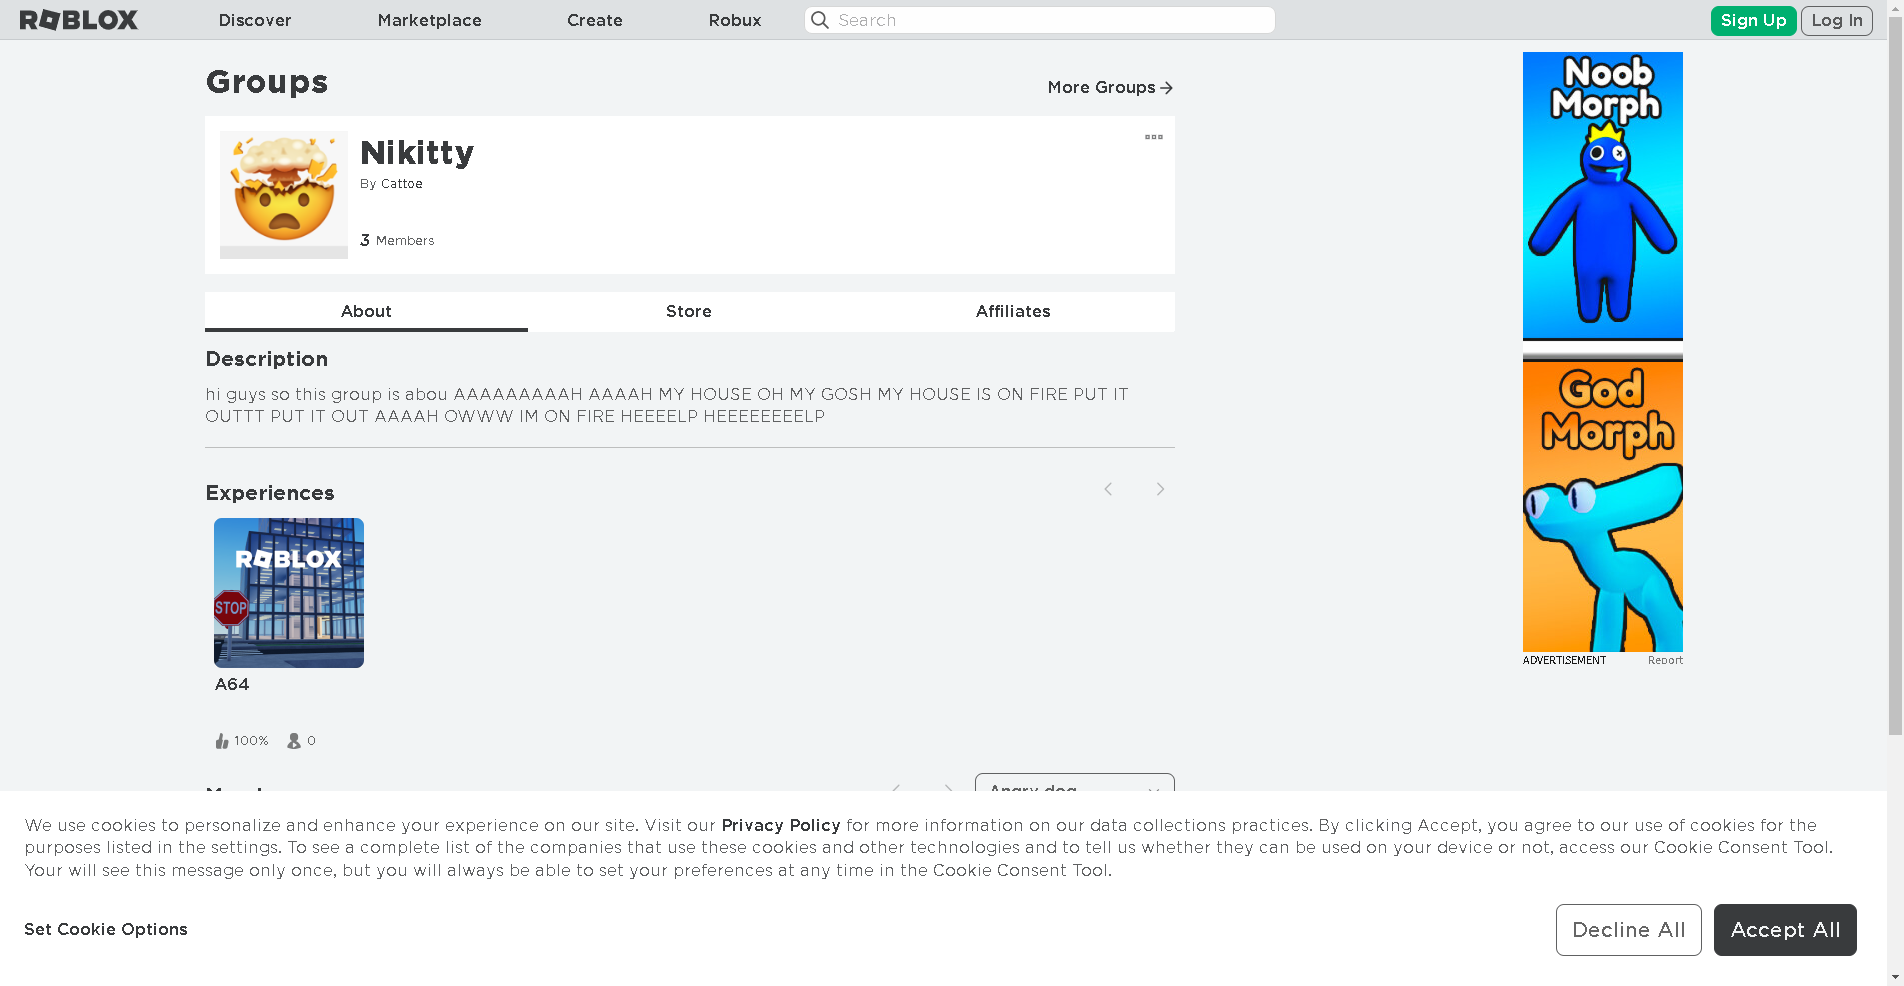 ROBLOX
Discover
Marketplace
Create
Robux
Search
Sign Up
Log In
Groups
More Groups
Nikitty
By Cattoe
3 Members
About
Store
Affiliates
Description
hi guys so this group is abou AAAAAAAAAH AAAAH MY HOUSE OH MY GOSH MY HOUSE IS ON FIRE PUT IT
OUTTT PUT IT OUT AAAAH OWWW IM ON FIRE HEEEELP HEEEEEEEELP
Experiences
ROBLOX
STOP
A64
100%
0
Angry dog
Noob
Morph
God
Morph
ADVERTISEMENT
Report
We use cookies to personalize and enhance your experience on our site. Visit our Privacy Policy for more information on our data collections practices. By clicking Accept, you agree to our use of cookies for the
purposes listed in the settings. To see a complete list of the companies that use these cookies and other technologies and to tell us whether they can be used on your device or not, access our Cookie Consent Tool.
Your will see this message only once, but you will always be able to set your preferences at any time in the Cookie Consent Tool.
Set Cookie Options
Decline All
Accept All